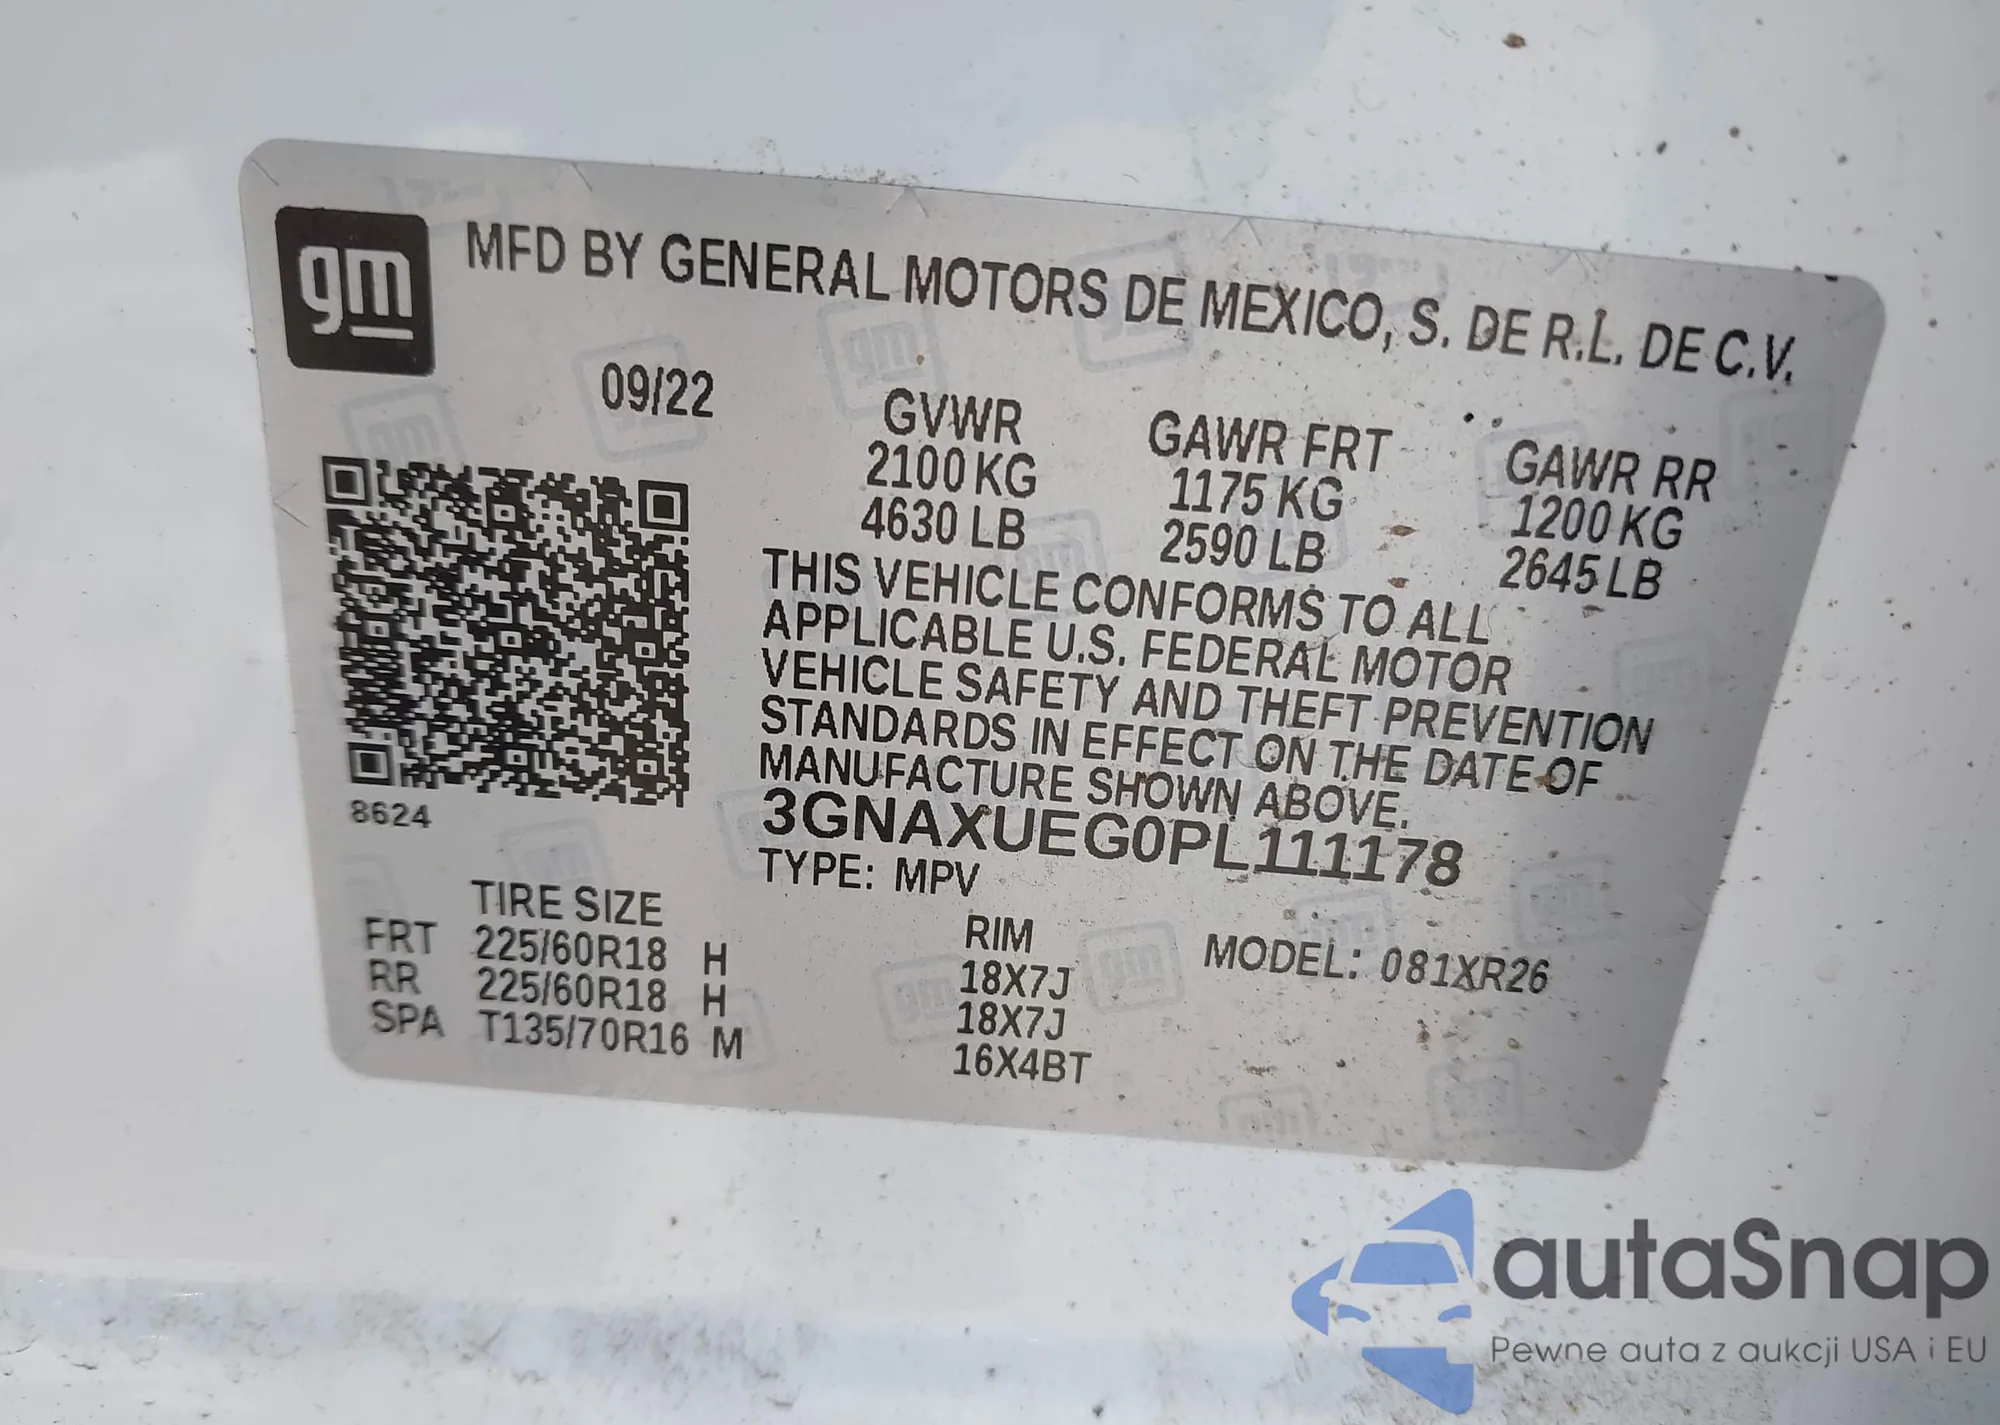 gm
MFD BY GENERAL MOTORS DE MEXICO, S. DE R.L. DE C.V.
09/22
GVWR GAWR FRT GAWR RR
2100 KG 1175 KG 1200 KG
4630 LB 2590 LB 2645 LB
THIS VEHICLE CONFORMS TO ALL
APPLICABLE U.S. FEDERAL MOTOR
VEHICLE SAFETY AND THEFT PREVENTION
STANDARDS IN EFFECT ON THE DATE OF
MANUFACTURE SHOWN ABOVE.
8624
3GNAXUEG0PL111178
TYPE: MPV
TIRE SIZE RIM MODEL: 081XR26
FRT 225/60R18 H 18X7J
RR 225/60R18 H 18X7J
SPA T135/70R16 M 16X4BT
autaSnap
Pewne auta z aukcji USA i EU